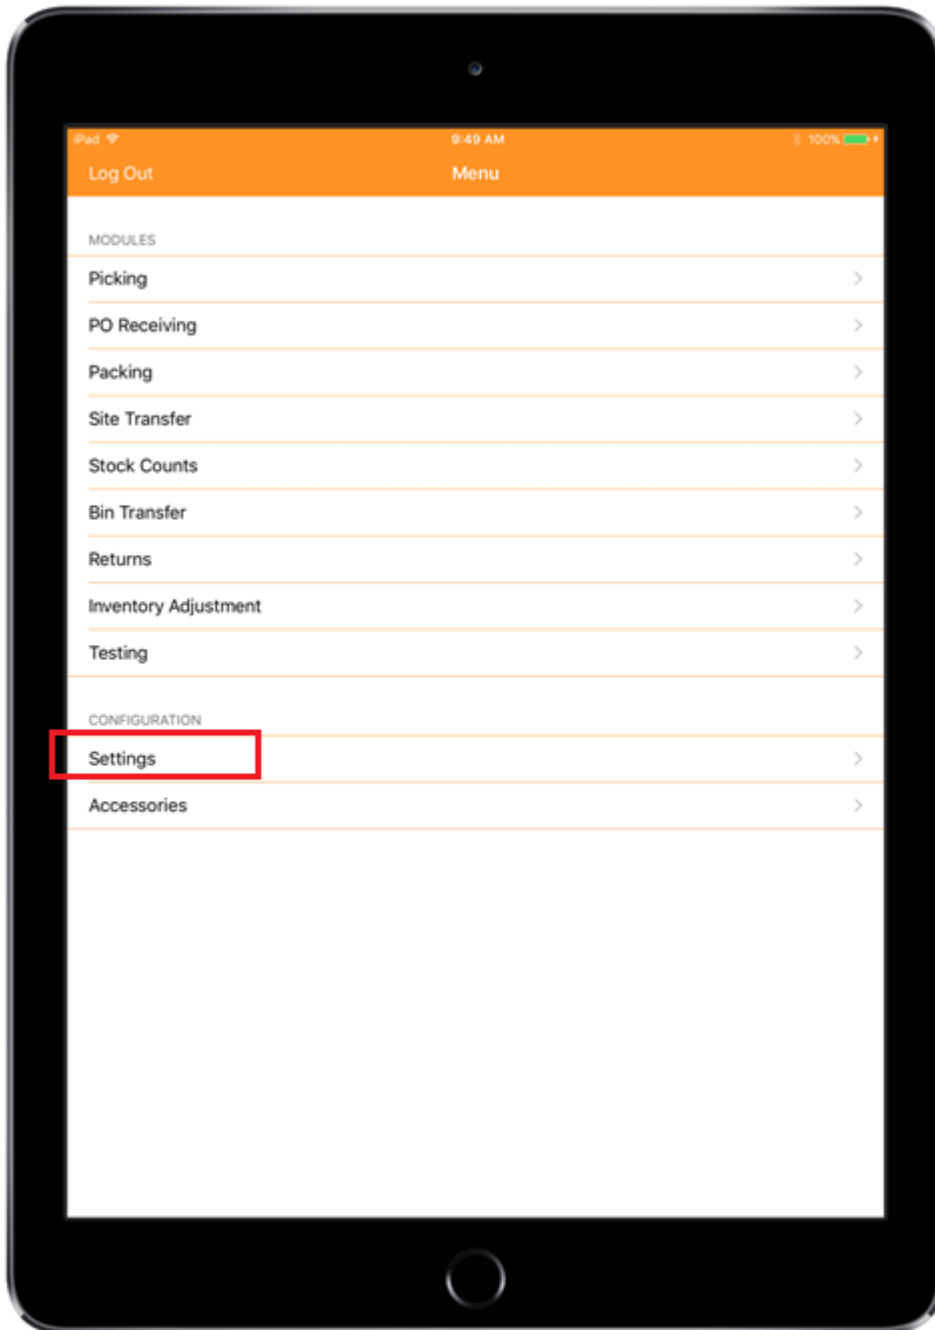 iPad 9:49 AM 100%
Log Out Menu
MODULES
Picking
PO Receiving
Packing
Site Transfer
Stock Counts
Bin Transfer
Returns
Inventory Adjustment
Testing
CONFIGURATION
Settings
Accessories